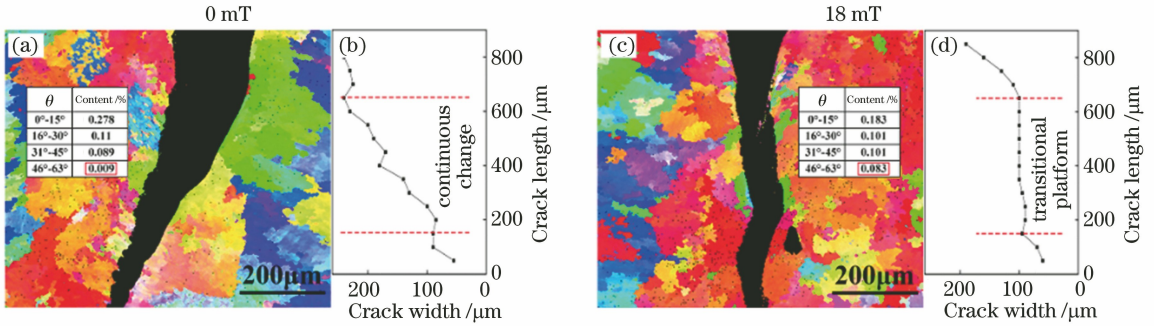 0 mT
18 mT
(a)
θ Content /%
0°-15° 0.278
16°-30° 0.11
31°-45° 0.089
46°-63° 0.009
200μm
(b)
continuous
change
800
600
400
200
0
Crack length /μm
200 100 0
Crack width /μm
(c)
θ Content /%
0°-15° 0.183
16°-30° 0.101
31°-45° 0.101
46°-63° 0.083
200μm
(d)
transitional
platform
800
600
400
200
0
Crack length /μm
200 100 0
Crack width /μm